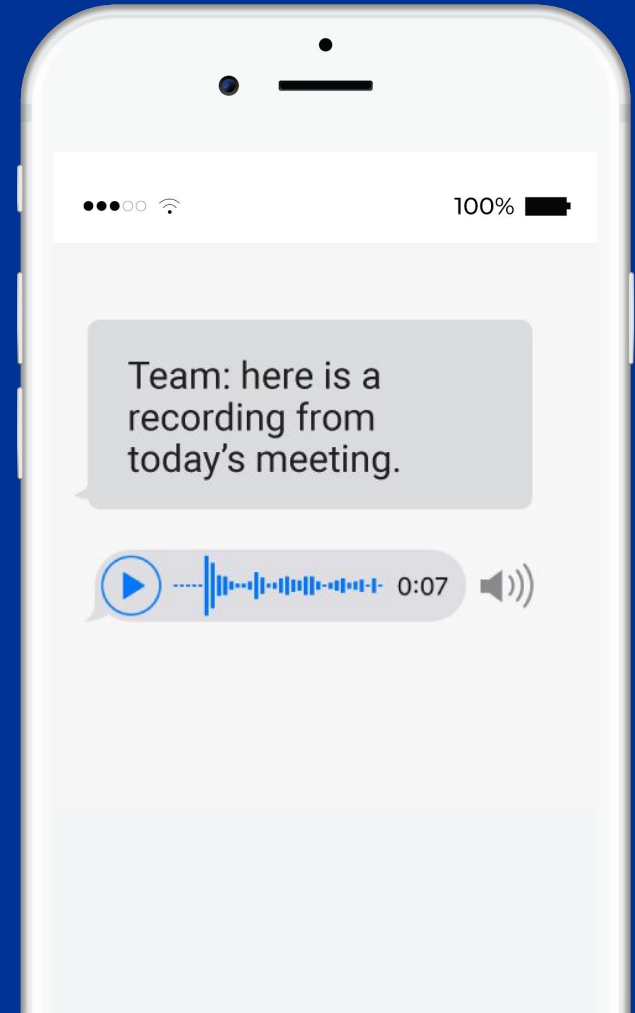 100%
Team: here is a
recording from
today’s meeting.
0:07